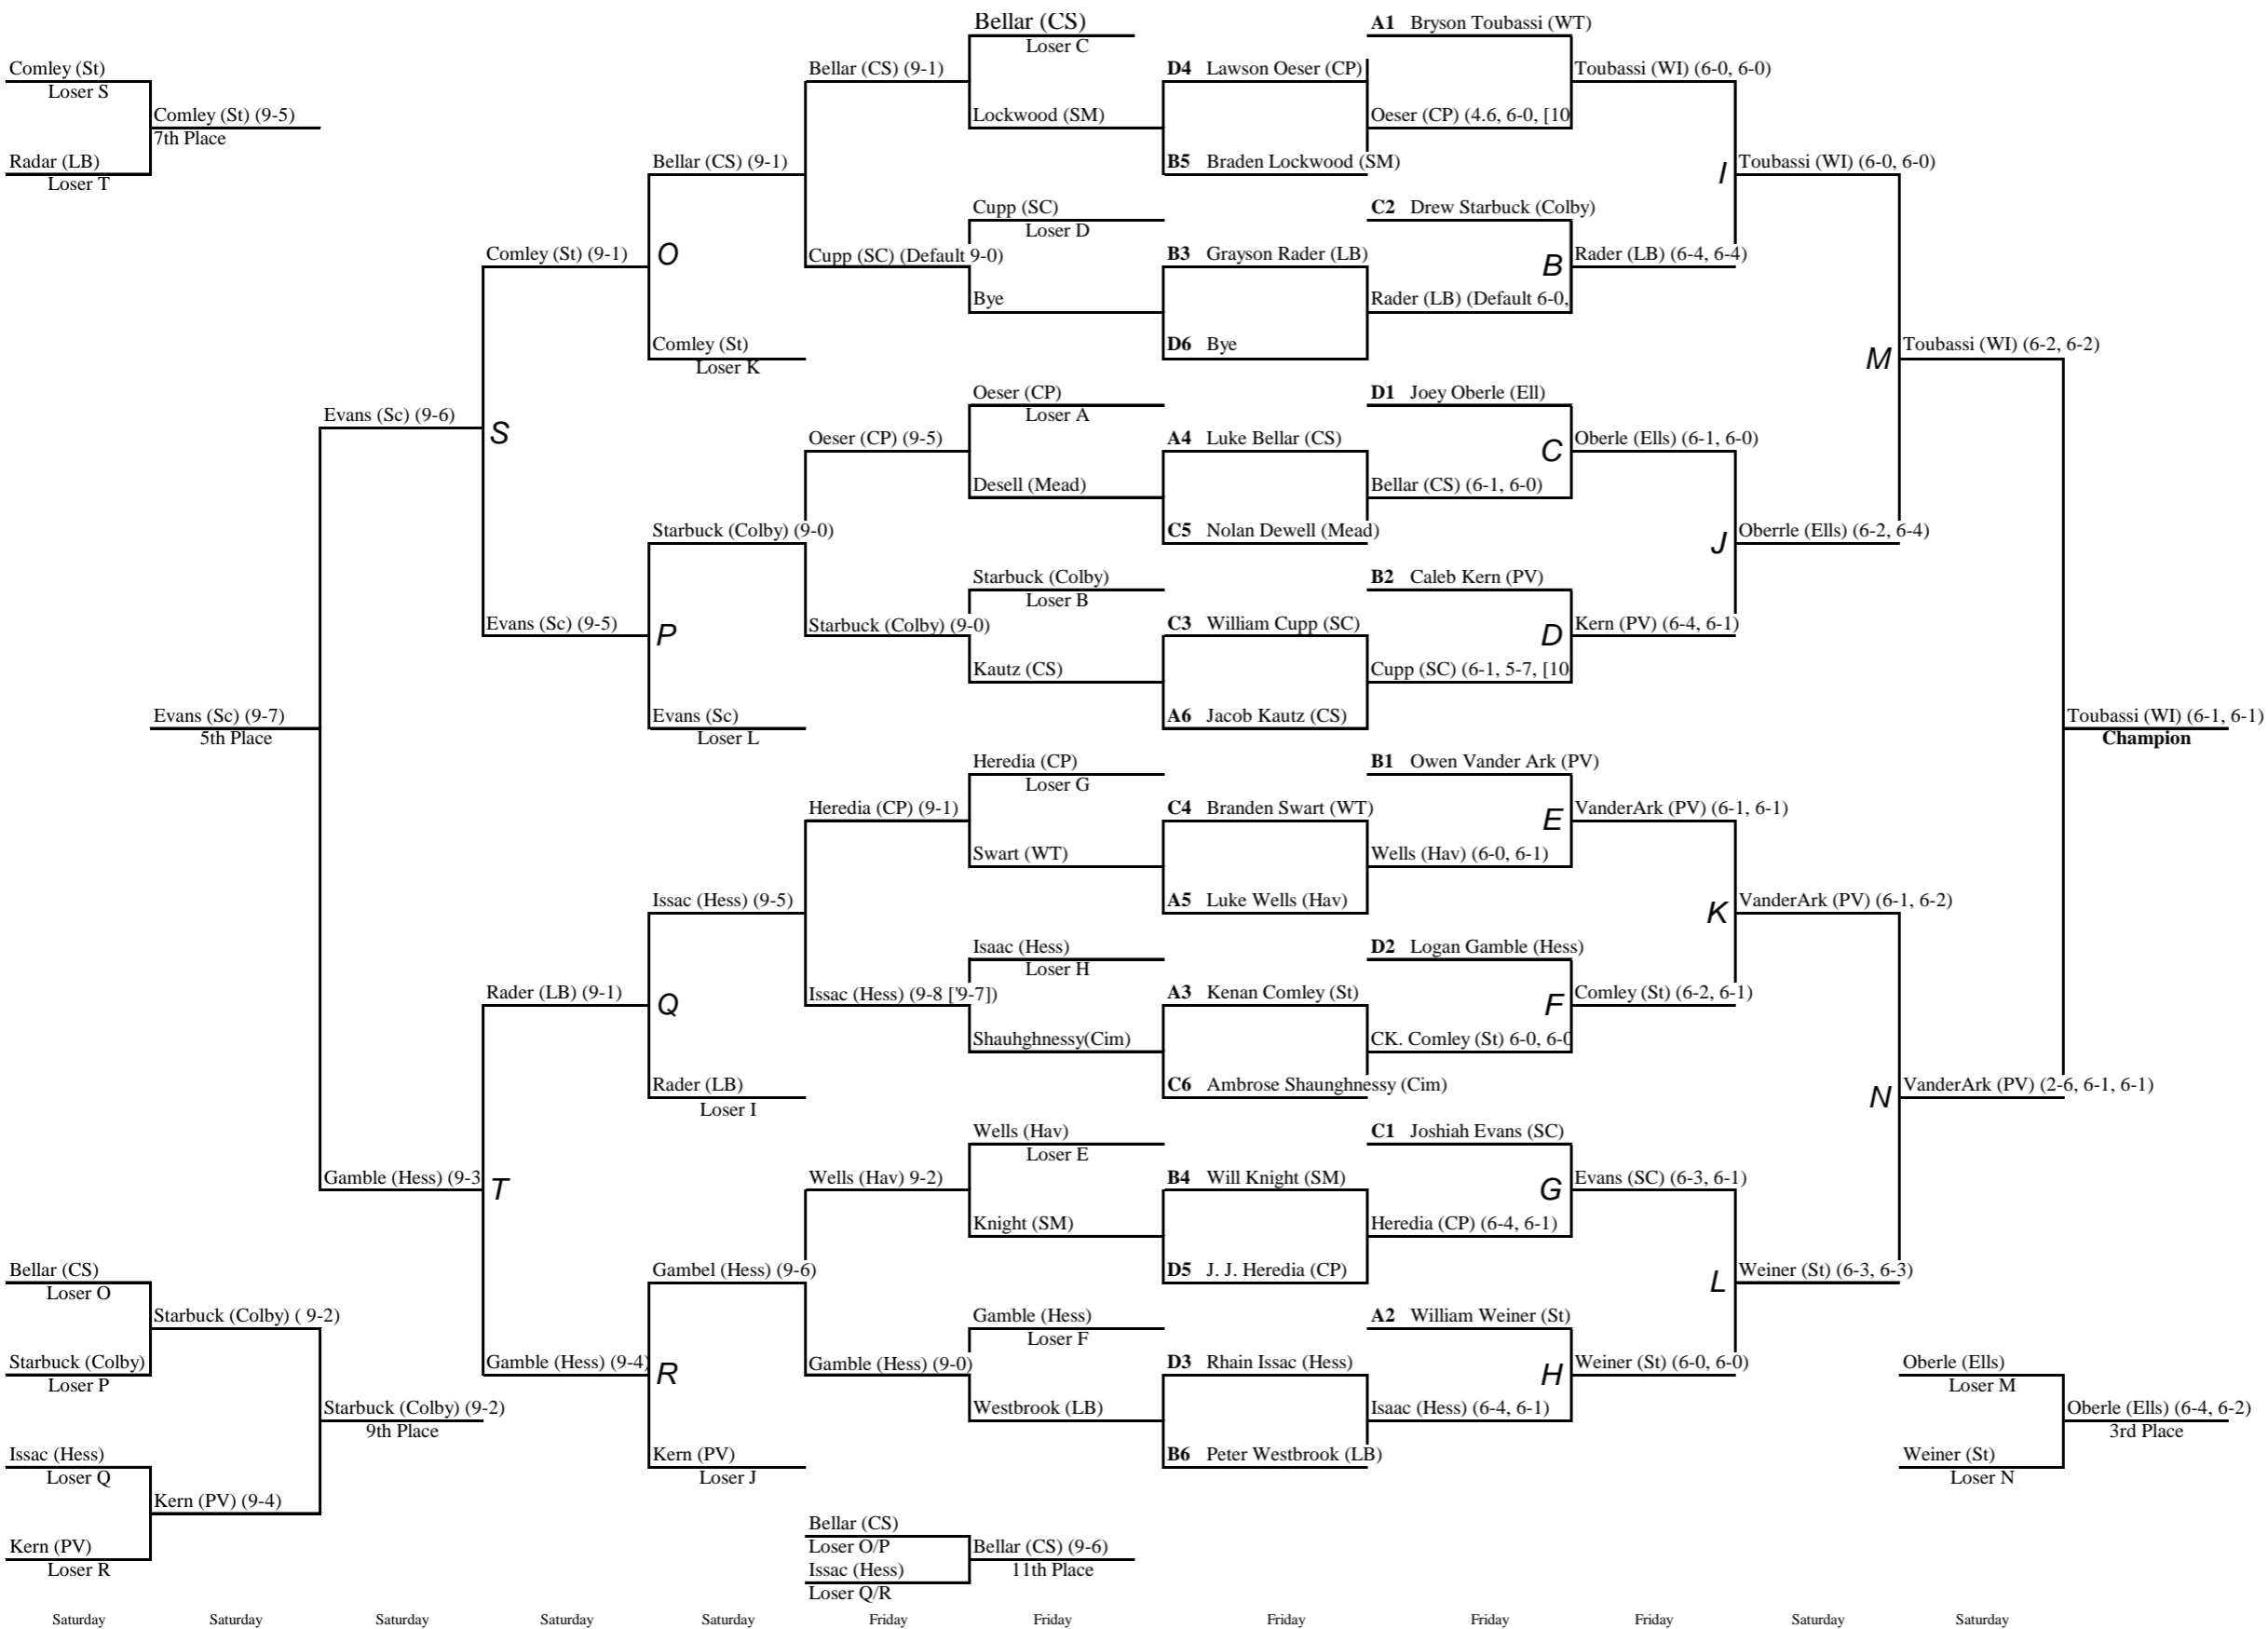 Bellar (CS)
Loser C
A1 Bryson Toubassi (WT)
Comley (St)
Loser S
Bellar (CS) (9-1)
D4 Lawson Oeser (CP)
Toubassi (WI) (6-0, 6-0)
Comley (St) (9-5)
7th Place
Lockwood (SM)
Oeser (CP) (4.6, 6-0, [10
Radar (LB)
Loser T
Bellar (CS) (9-1)
B5 Braden Lockwood (SM)
I
Toubassi (WI) (6-0, 6-0)
Cupp (SC)
Loser D
C2 Drew Starbuck (Colby)
Comley (St) (9-1)
O
Cupp (SC) (Default 9-0)
B3 Grayson Rader (LB)
B
Rader (LB) (6-4, 6-4)
Bye
Rader (LB) (Default 6-0,
Comley (St)
Loser K
D6 Bye
M
Toubassi (WI) (6-2, 6-2)
Oeser (CP)
Loser A
D1 Joey Oberle (Ell)
Evans (Sc) (9-6)
S
Oeser (CP) (9-5)
A4 Luke Bellar (CS)
C
Oberle (Ells) (6-1, 6-0)
Desell (Mead)
Bellar (CS) (6-1, 6-0)
Starbuck (Colby) (9-0)
C5 Nolan Dewell (Mead)
J
Oberrle (Ells) (6-2, 6-4)
Starbuck (Colby)
Loser B
B2 Caleb Kern (PV)
Evans (Sc) (9-5)
P
Starbuck (Colby) (9-0)
C3 William Cupp (SC)
D
Kern (PV) (6-4, 6-1)
Kautz (CS)
Cupp (SC) (6-1, 5-7, [10
Evans (Sc) (9-7)
5th Place
Evans (Sc)
Loser L
A6 Jacob Kautz (CS)
Toubassi (WI) (6-1, 6-1)
Champion
Heredia (CP)
Loser G
B1 Owen Vander Ark (PV)
Heredia (CP) (9-1)
C4 Branden Swart (WT)
E
VanderArk (PV) (6-1, 6-1)
Swart (WT)
Wells (Hav) (6-0, 6-1)
Issac (Hess) (9-5)
A5 Luke Wells (Hav)
K
VanderArk (PV) (6-1, 6-2)
Isaac (Hess)
Loser H
D2 Logan Gamble (Hess)
Rader (LB) (9-1)
Q
Issac (Hess) (9-8 ['9-7])
A3 Kenan Comley (St)
F
Comley (St) (6-2, 6-1)
Shauhghnessy(Cim)
CK. Comley (St) 6-0, 6-0
Rader (LB)
Loser I
C6 Ambrose Shaunghnessy (Cim)
N
VanderArk (PV) (2-6, 6-1, 6-1)
Wells (Hav)
Loser E
C1 Joshiah Evans (SC)
Gamble (Hess) (9-3
T
Wells (Hav) 9-2)
B4 Will Knight (SM)
G
Evans (SC) (6-3, 6-1)
Knight (SM)
Heredia (CP) (6-4, 6-1)
Bellar (CS)
Loser O
Gambel (Hess) (9-6)
D5 J. J. Heredia (CP)
L
Weiner (St) (6-3, 6-3)
Starbuck (Colby) ( 9-2)
Gamble (Hess)
Loser F
A2 William Weiner (St)
Starbuck (Colby)
Loser P
Gamble (Hess) (9-4)
R
Gamble (Hess) (9-0)
D3 Rhain Issac (Hess)
H
Weiner (St) (6-0, 6-0)
Oberle (Ells)
Loser M
Starbuck (Colby) (9-2)
9th Place
Westbrook (LB)
Isaac (Hess) (6-4, 6-1)
Oberle (Ells) (6-4, 6-2)
3rd Place
Issac (Hess)
Loser Q
Kern (PV)
Loser J
B6 Peter Westbrook (LB)
Weiner (St)
Loser N
Kern (PV) (9-4)
Bellar (CS)
Loser O/P
Kern (PV)
Loser R
Bellar (CS) (9-6)
11th Place
Issac (Hess)
Loser Q/R
Saturday Saturday Saturday Saturday Saturday Friday Friday Friday Friday Friday Saturday Saturday